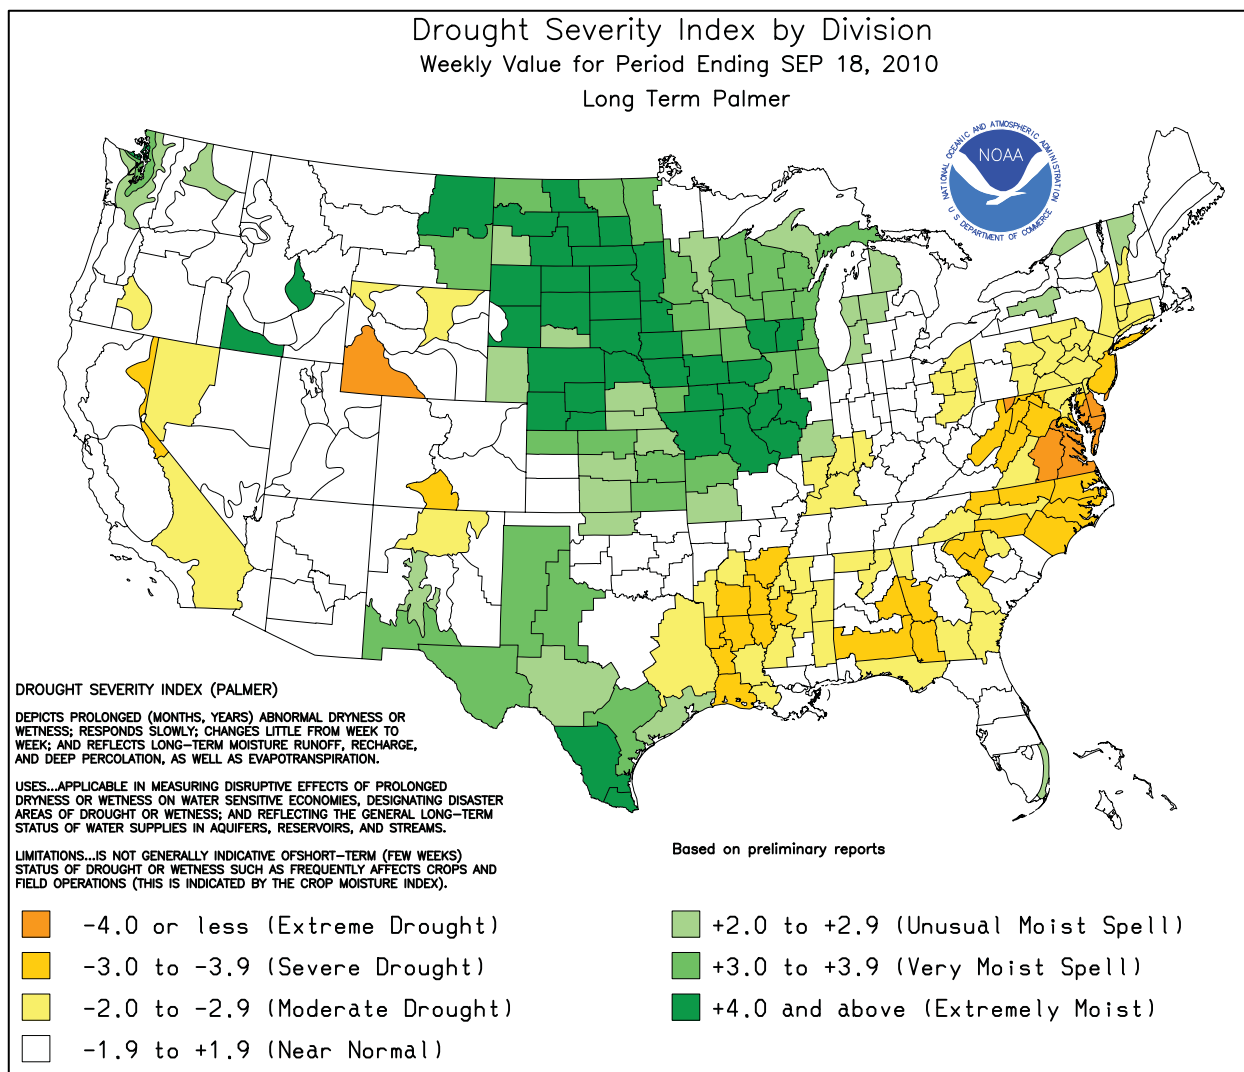 Drought Severity Index by Division
Weekly Value for Period Ending SEP 18, 2010
Long Term Palmer
NATIONAL OCEANIC AND ATMOSPHERIC ADMINISTRATION
NOAA
U S DEPARTMENT OF COMMERCE
DROUGHT SEVERITY INDEX (PALMER)
DEPICTS PROLONGED (MONTHS, YEARS) ABNORMAL DRYNESS OR
WETNESS; RESPONDS SLOWLY; CHANGES LITTLE FROM WEEK TO
WEEK; AND REFLECTS LONG-TERM MOISTURE RUNOFF, RECHARGE,
AND DEEP PERCOLATION, AS WELL AS EVAPOTRANSPIRATION.
USES...APPLICABLE IN MEASURING DISRUPTIVE EFFECTS OF PROLONGED
DRYNESS OR WETNESS ON WATER SENSITIVE ECONOMIES, DESIGNATING DISASTER
AREAS OF DROUGHT OR WETNESS; AND REFLECTING THE GENERAL LONG-TERM
STATUS OF WATER SUPPLIES IN AQUIFERS, RESERVOIRS, AND STREAMS.
LIMITATIONS...IS NOT GENERALLY INDICATIVE OFSHORT-TERM (FEW WEEKS)
STATUS OF DROUGHT OR WETNESS SUCH AS FREQUENTLY AFFECTS CROPS AND
FIELD OPERATIONS (THIS IS INDICATED BY THE CROP MOISTURE INDEX).
Based on preliminary reports
-4.0 or less (Extreme Drought)
-3.0 to -3.9 (Severe Drought)
-2.0 to -2.9 (Moderate Drought)
-1.9 to +1.9 (Near Normal)
+2.0 to +2.9 (Unusual Moist Spell)
+3.0 to +3.9 (Very Moist Spell)
+4.0 and above (Extremely Moist)